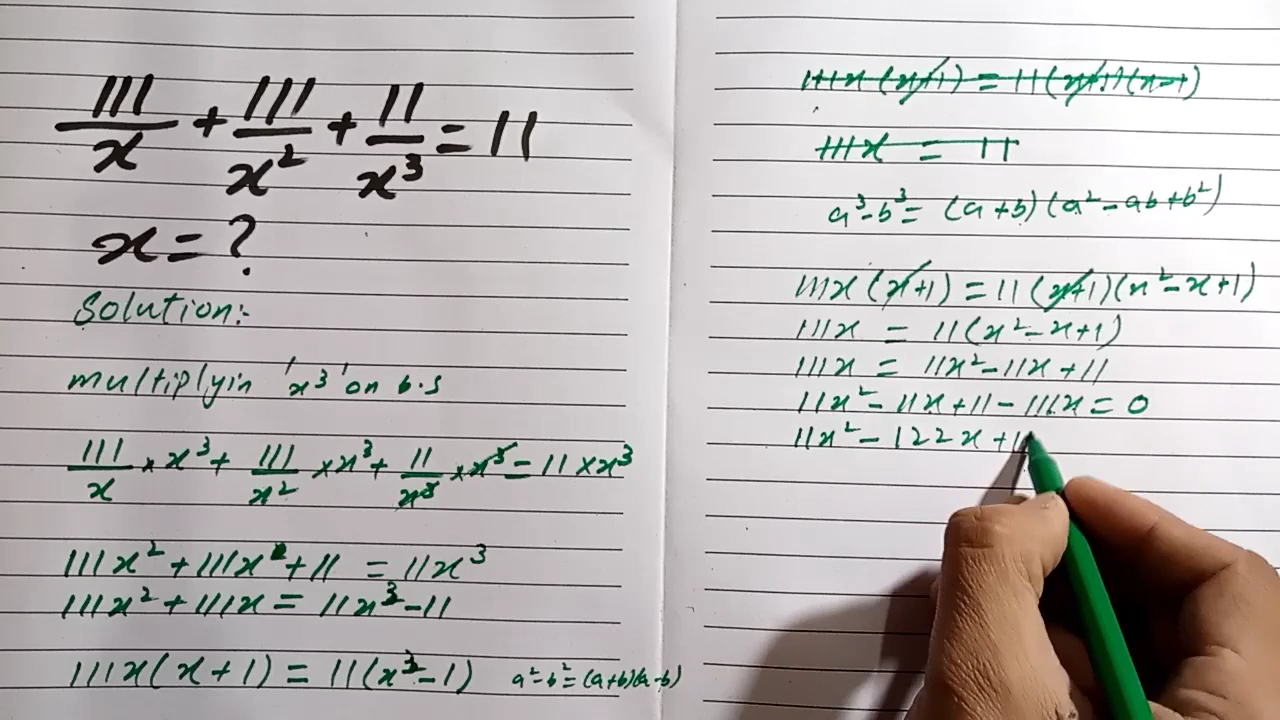 111/x + 111/x² + 11/x³ = 11
x = ?
Solution:-
multiplyin 'x³' on b.s
111/x × x³ + 111/x² × x³ + 11/x³ × x³ = 11 × x³
111x² + 111x + 11 = 11x³
111x² + 111x = 11x³ - 11
111x(x+1) = 11(x³-1) a²-b²=(a+b)(a-b)
111x(x+1) = 11(x+1)(x-1)
111x = 11
a³-b³ = (a+b)(a²-ab+b²)
111x(x+1) = 11(x+1)(x²-x+1)
111x = 11(x²-x+1)
111x = 11x²-11x+11
11x²-11x+11-111x=0
11x²-122x+11